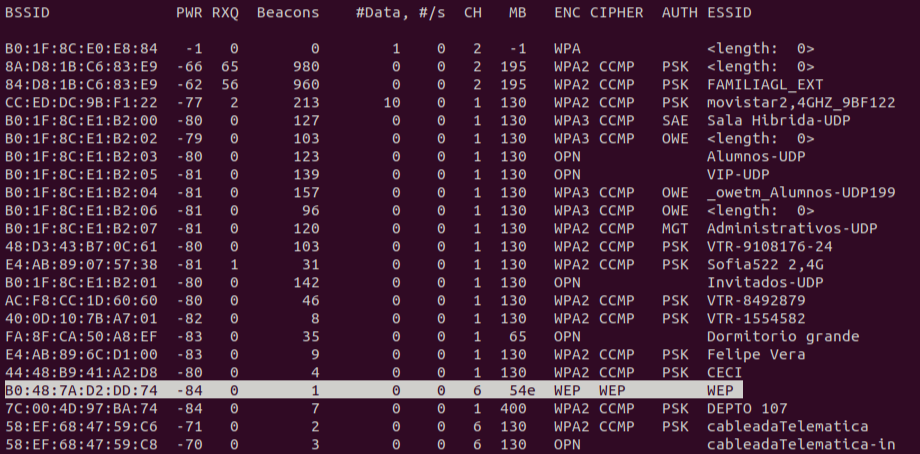 BSSID PWR RXQ Beacons #Data, #/s CH MB ENC CIPHER AUTH ESSID
B0:1F:8C:E0:E8:84 -1 0 0 1 0 2 -1 WPA <length: 0>
8A:D8:1B:C6:83:E9 -66 65 980 0 0 2 195 WPA2 CCMP PSK <length: 0>
84:D8:1B:C6:83:E9 -62 56 960 0 0 2 195 WPA2 CCMP PSK FAMILIAGL_EXT
CC:ED:DC:9B:F1:22 -77 2 213 10 0 1 130 WPA2 CCMP PSK movistar2,4GHZ_9BF122
B0:1F:8C:E1:B2:00 -80 0 127 0 0 1 130 WPA3 CCMP SAE Sala Hibrida-UDP
B0:1F:8C:E1:B2:02 -79 0 103 0 0 1 130 WPA3 CCMP OWE <length: 0>
B0:1F:8C:E1:B2:03 -80 0 123 0 0 1 130 OPN Alumnos-UDP
B0:1F:8C:E1:B2:05 -81 0 139 0 0 1 130 OPN VIP-UDP
B0:1F:8C:E1:B2:04 -81 0 157 0 0 1 130 WPA3 CCMP OWE _owetm_Alumnos-UDP199
B0:1F:8C:E1:B2:06 -81 0 96 0 0 1 130 WPA3 CCMP OWE <length: 0>
B0:1F:8C:E1:B2:07 -81 0 120 0 0 1 130 WPA2 CCMP MGT Administrativos-UDP
48:D3:43:B7:0C:61 -80 0 103 0 0 1 130 WPA2 CCMP PSK VTR-9108176-24
E4:AB:89:07:57:38 -81 1 31 0 0 1 130 WPA2 CCMP PSK Sofia522 2,4G
B0:1F:8C:E1:B2:01 -80 0 142 0 0 1 130 OPN Invitados-UDP
AC:F8:CC:1D:60:60 -80 0 46 0 0 1 130 WPA2 CCMP PSK VTR-8492879
40:0D:10:7B:A7:01 -82 0 8 0 0 1 130 WPA2 CCMP PSK VTR-1554582
FA:8F:CA:50:A8:EF -83 0 35 0 0 1 65 OPN Dormitorio grande
E4:AB:89:6C:D1:00 -83 0 9 0 0 1 130 WPA2 CCMP PSK Felipe Vera
44:48:B9:41:A2:D8 -80 0 4 0 0 1 130 WPA2 CCMP PSK CECI
B0:48:7A:D2:DD:74 -84 0 1 0 0 6 54e WEP WEP WEP
7C:00:4D:97:BA:74 -84 0 7 0 0 1 400 WPA2 CCMP PSK DEPTO 107
58:EF:68:47:59:C6 -71 0 2 0 0 6 130 WPA2 CCMP PSK cableadaTelematica
58:EF:68:47:59:C8 -70 0 3 0 0 6 130 OPN cableadaTelematica-in